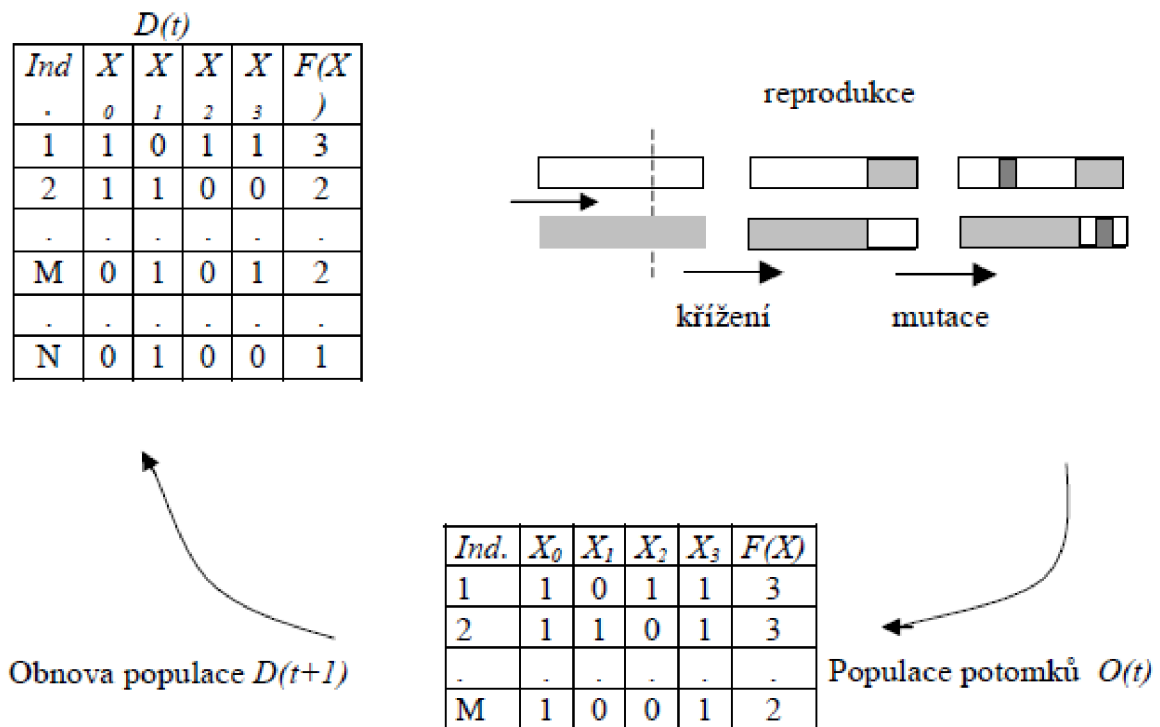 D(t)
Ind. X0 X1 X2 X3 F(X)
1 1 0 1 1 3
2 1 1 0 0 2
. . . . . .
M 0 1 0 1 2
. . . . . .
N 0 1 0 0 1
reprodukce
křížení mutace
Ind. X0 X1 X2 X3 F(X)
1 1 0 1 1 3
2 1 1 0 1 3
. . . . . .
M 1 0 0 1 2
Obnova populace D(t+1)
Populace potomků O(t)